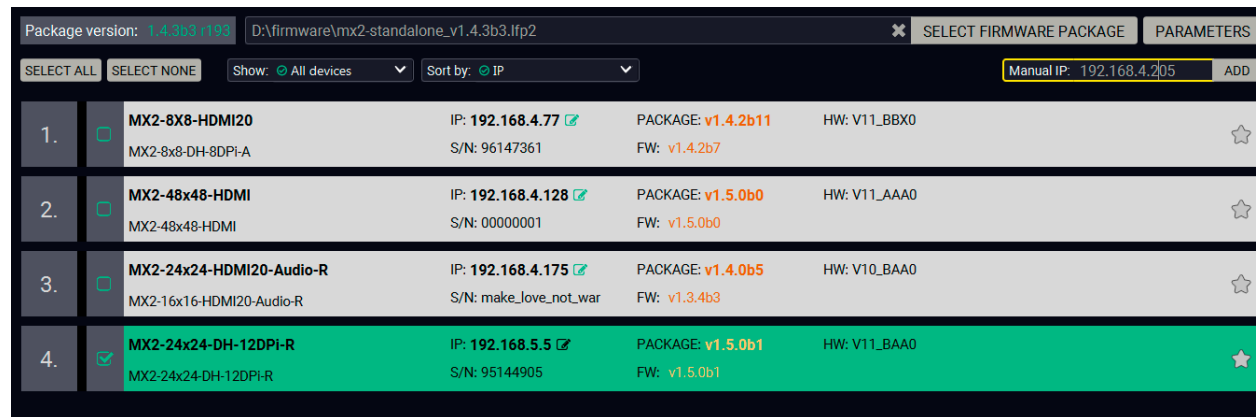 Package version: 1.4.3b3 r193 D:\firmware\mx2-standalone_v1.4.3b3.lfp2 SELECT FIRMWARE PACKAGE PARAMETERS
SELECT ALL SELECT NONE Show: All devices Sort by: IP Manual IP: 192.168.4.205 ADD
1. MX2-8X8-HDMI20 IP: 192.168.4.77 PACKAGE: v1.4.2b11 HW: V11_BBX0
MX2-8x8-DH-8DPi-A S/N: 96147361 FW: v1.4.2b7
2. MX2-48x48-HDMI IP: 192.168.4.128 PACKAGE: v1.5.0b0 HW: V11_AAA0
MX2-48x48-HDMI S/N: 00000001 FW: v1.5.0b0
3. MX2-24x24-HDMI20-Audio-R IP: 192.168.4.175 PACKAGE: v1.4.0b5 HW: V10_BAA0
MX2-16x16-HDMI20-Audio-R S/N: make_love_not_war FW: v1.3.4b3
4. MX2-24x24-DH-12DPi-R IP: 192.168.5.5 PACKAGE: v1.5.0b1 HW: V11_BAA0
MX2-24x24-DH-12DPi-R S/N: 95144905 FW: v1.5.0b1